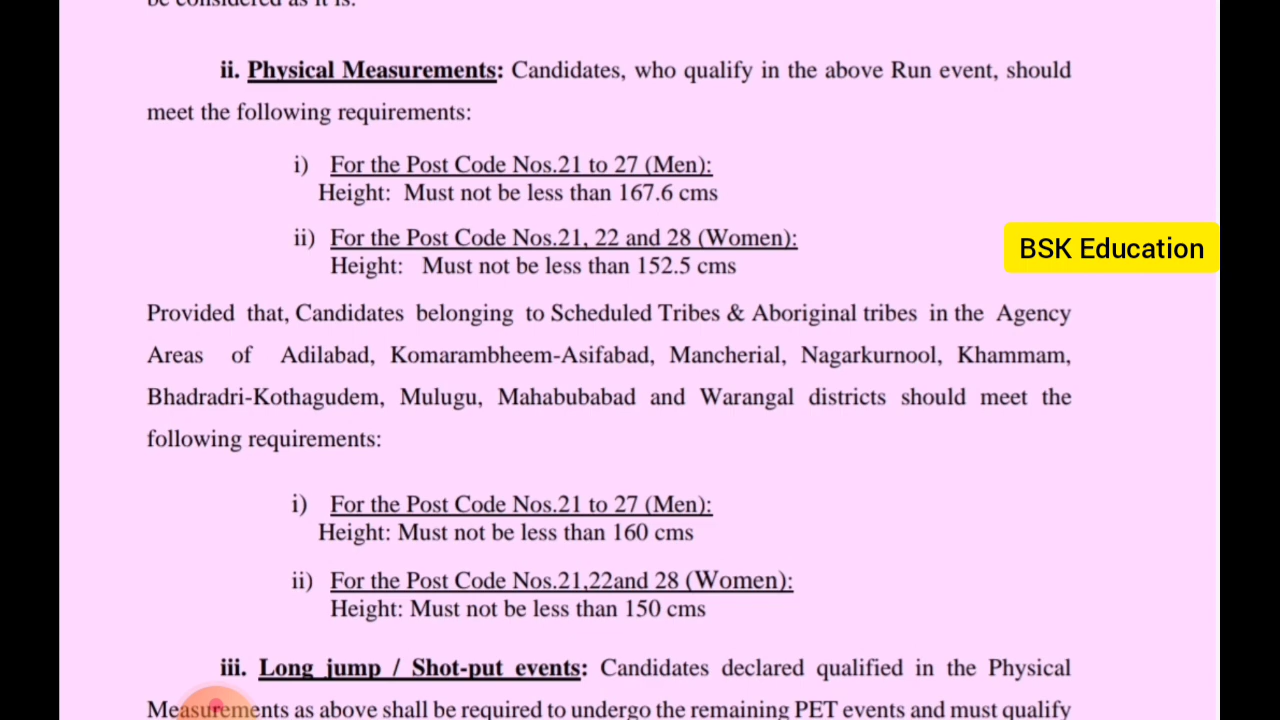 be considered as it is.
ii. Physical Measurements: Candidates, who qualify in the above Run event, should
meet the following requirements:
i) For the Post Code Nos.21 to 27 (Men):
Height: Must not be less than 167.6 cms
ii) For the Post Code Nos.21, 22 and 28 (Women):
Height: Must not be less than 152.5 cms
BSK Education
Provided that, Candidates belonging to Scheduled Tribes & Aboriginal tribes in the Agency
Areas of Adilabad, Komarambheem-Asifabad, Mancherial, Nagarkurnool, Khammam,
Bhadradri-Kothagudem, Mulugu, Mahabubabad and Warangal districts should meet the
following requirements:
i) For the Post Code Nos.21 to 27 (Men):
Height: Must not be less than 160 cms
ii) For the Post Code Nos.21,22and 28 (Women):
Height: Must not be less than 150 cms
iii. Long jump / Shot-put events: Candidates declared qualified in the Physical
Measurements as above shall be required to undergo the remaining PET events and must qualify